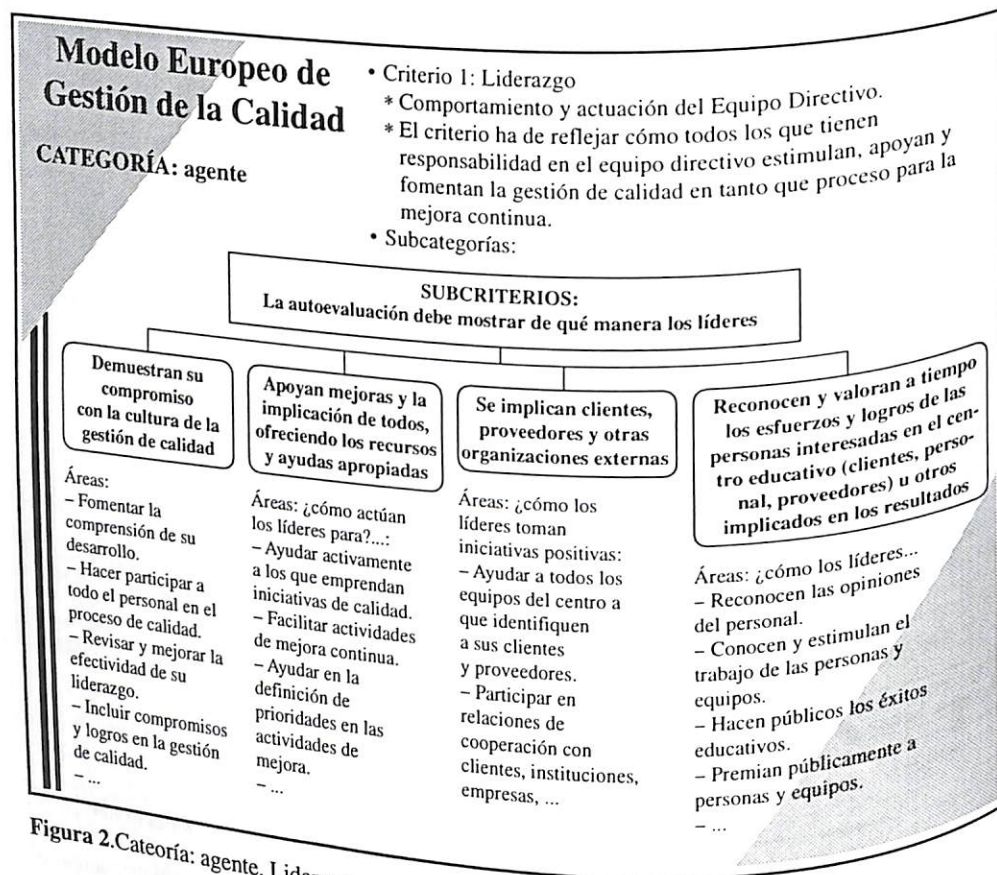 Modelo Europeo de
Gestión de la Calidad
CATEGORÍA: agente
• Criterio 1: Liderazgo
* Comportamiento y actuación del Equipo Directivo.
* El criterio ha de reflejar cómo todos los que tienen
responsabilidad en el equipo directivo estimulan, apoyan y
fomentan la gestión de calidad en tanto que proceso para la
mejora continua.
• Subcategorías:
SUBCRITERIOS:
La autoevaluación debe mostrar de qué manera los líderes
Demuestran su
compromiso
con la cultura de la
gestión de calidad
Áreas:
– Fomentar la
comprensión de su
desarrollo.
– Hacer participar a
todo el personal en el
proceso de calidad.
– Revisar y mejorar la
efectividad de su
liderazgo.
– Incluir compromisos
y logros en la gestión
de calidad.
– ...
Apoyan mejoras y la
implicación de todos,
ofreciendo los recursos
y ayudas apropiadas
Áreas: ¿cómo actúan
los líderes para?...:
– Ayudar activamente
a los que emprendan
iniciativas de calidad.
– Facilitar actividades
de mejora continua.
– Ayudar en la
definición de
prioridades en las
actividades de
mejora.
– ...
Se implican clientes,
proveedores y otras
organizaciones externas
Áreas: ¿cómo los
líderes toman
iniciativas positivas:
– Ayudar a todos los
equipos del centro a
que identifiquen
a sus clientes
y proveedores.
– Participar en
relaciones de
cooperación con
clientes, instituciones,
empresas, ...
Reconocen y valoran a tiempo
los esfuerzos y logros de las
personas interesadas en el cen-
tro educativo (clientes, perso-
nal, proveedores) u otros
implicados en los resultados
Áreas: ¿cómo los líderes...
– Reconocen las opiniones
del personal.
– Conocen y estimulan el
trabajo de las personas y
equipos.
– Hacen públicos los éxitos
educativos.
– Premian públicamente a
personas y equipos.
– ...
Figura 2.Cateoría: agente.